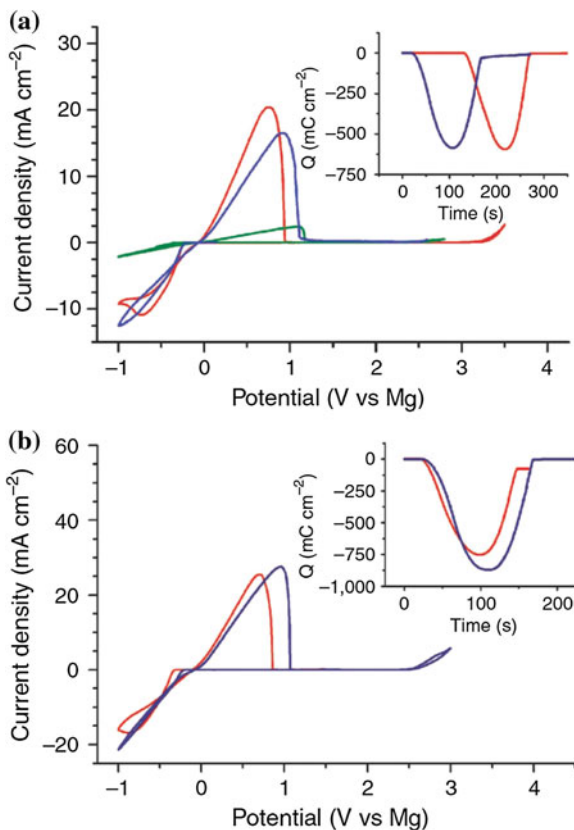 (a)
30
20
10
0
−10
Current density (mA cm−2)
−1 0 1 2 3 4
Potential (V vs Mg)
0
−250
−500
−750
Q (mC cm−2)
0 100 200 300
Time (s)
(b)
60
40
20
0
−20
Current density (mA cm−2)
−1 0 1 2 3 4
Potential (V vs Mg)
0
−250
−500
−750
−1,000
Q (mC cm−2)
0 100 200
Time (s)